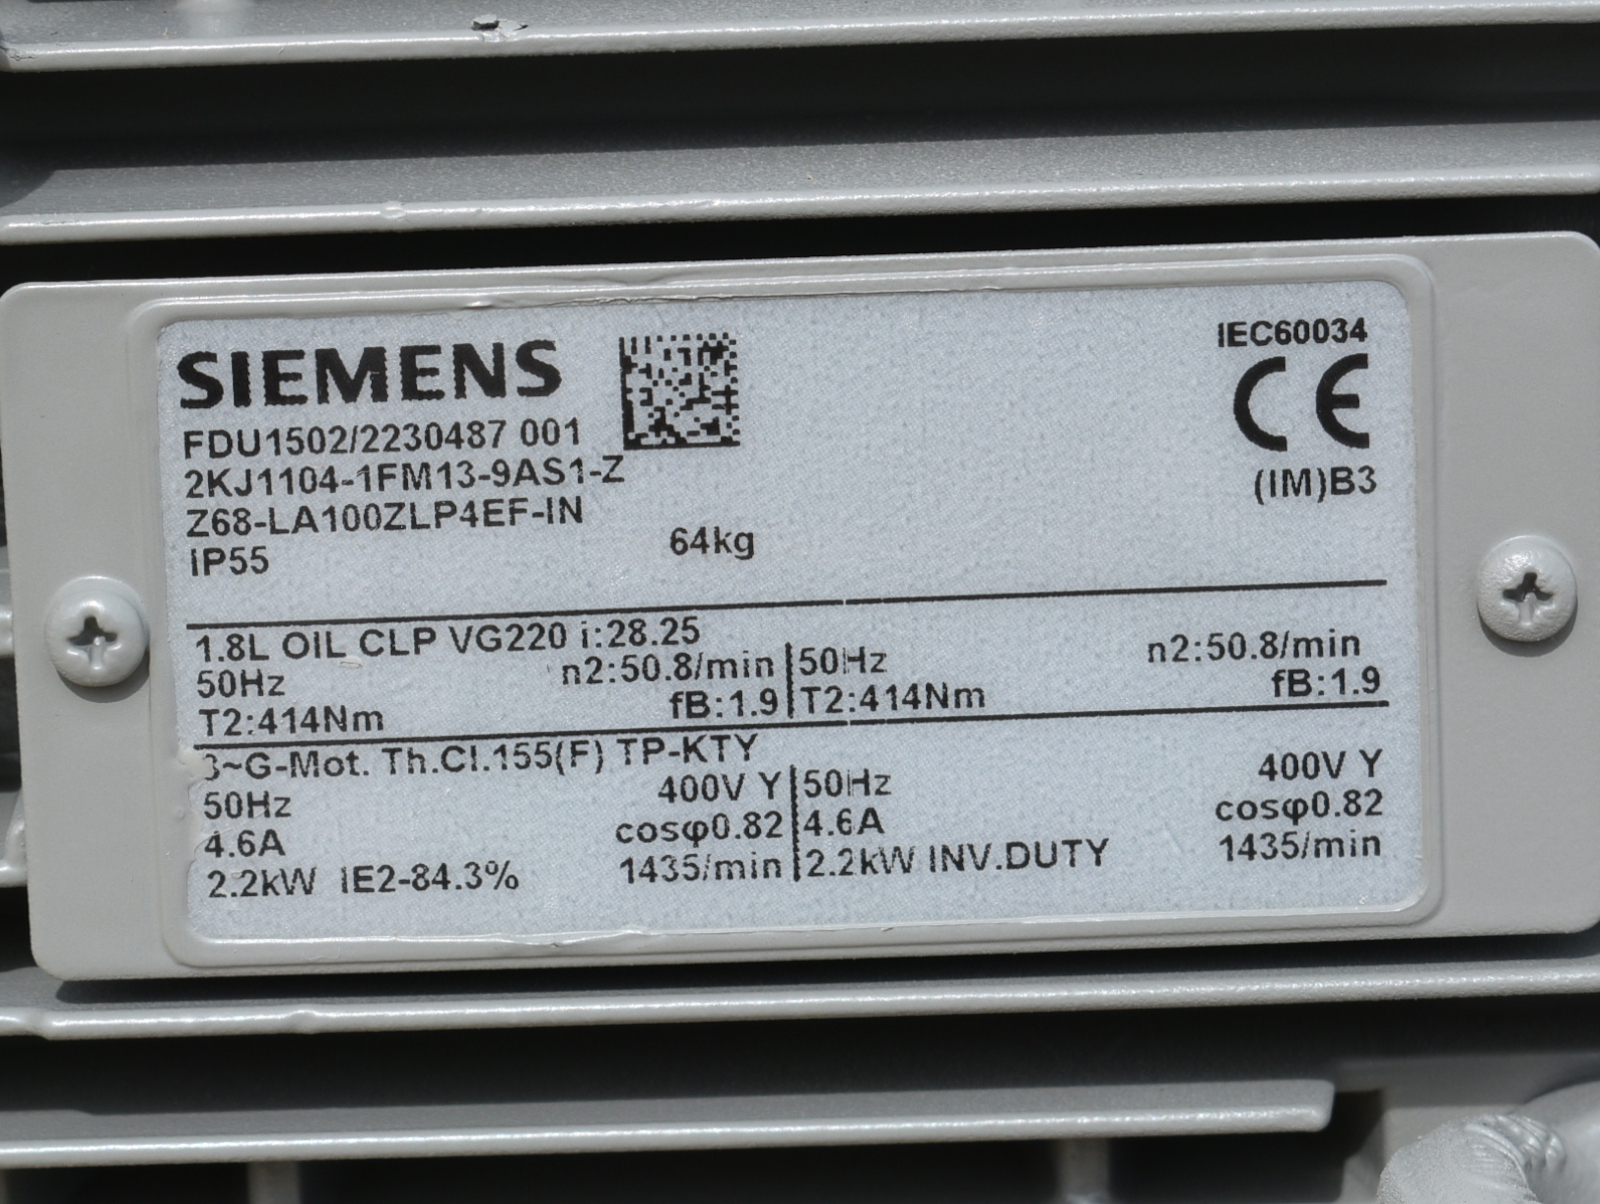 SIEMENS
IEC60034
CE
FDU1502/2230487 001
2KJ1104-1FM13-9AS1-Z
(IM)B3
Z68-LA100ZLP4EF-IN
IP55 64kg
1.8L OIL CLP VG220 i:28.25
50Hz n2:50.8/min 50Hz n2:50.8/min
T2:414Nm fB:1.9 T2:414Nm fB:1.9
3~G-Mot. Th.Cl.155(F) TP-KTY
50Hz 400V Y 50Hz 400V Y
4.6A cosφ0.82 4.6A cosφ0.82
2.2kW IE2-84.3% 1435/min 2.2kW INV.DUTY 1435/min